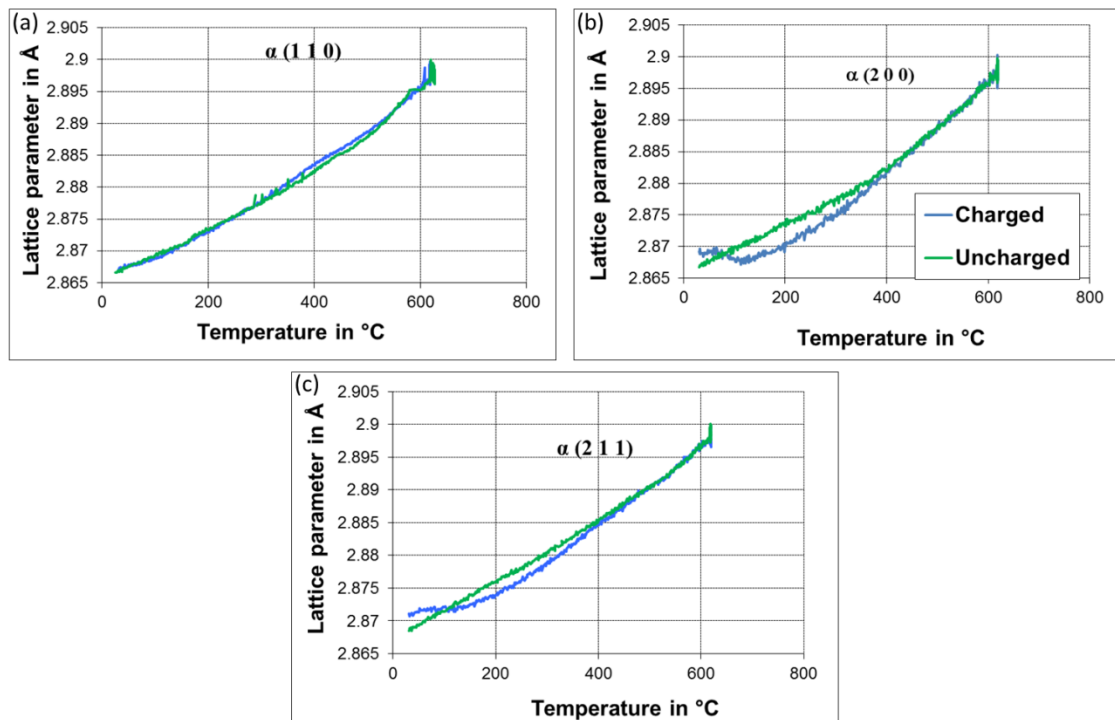 (a)
α (1 1 0)
Lattice parameter in Å
2.905
2.9
2.895
2.89
2.885
2.88
2.875
2.87
2.865
0 200 400 600 800
Temperature in °C
(b)
α (2 0 0)
Lattice parameter in Å
2.905
2.9
2.895
2.89
2.885
2.88
2.875
2.87
2.865
0 200 400 600 800
Temperature in °C
Charged
Uncharged
(c)
α (2 1 1)
Lattice parameter in Å
2.905
2.9
2.895
2.89
2.885
2.88
2.875
2.87
2.865
0 200 400 600 800
Temperature in °C